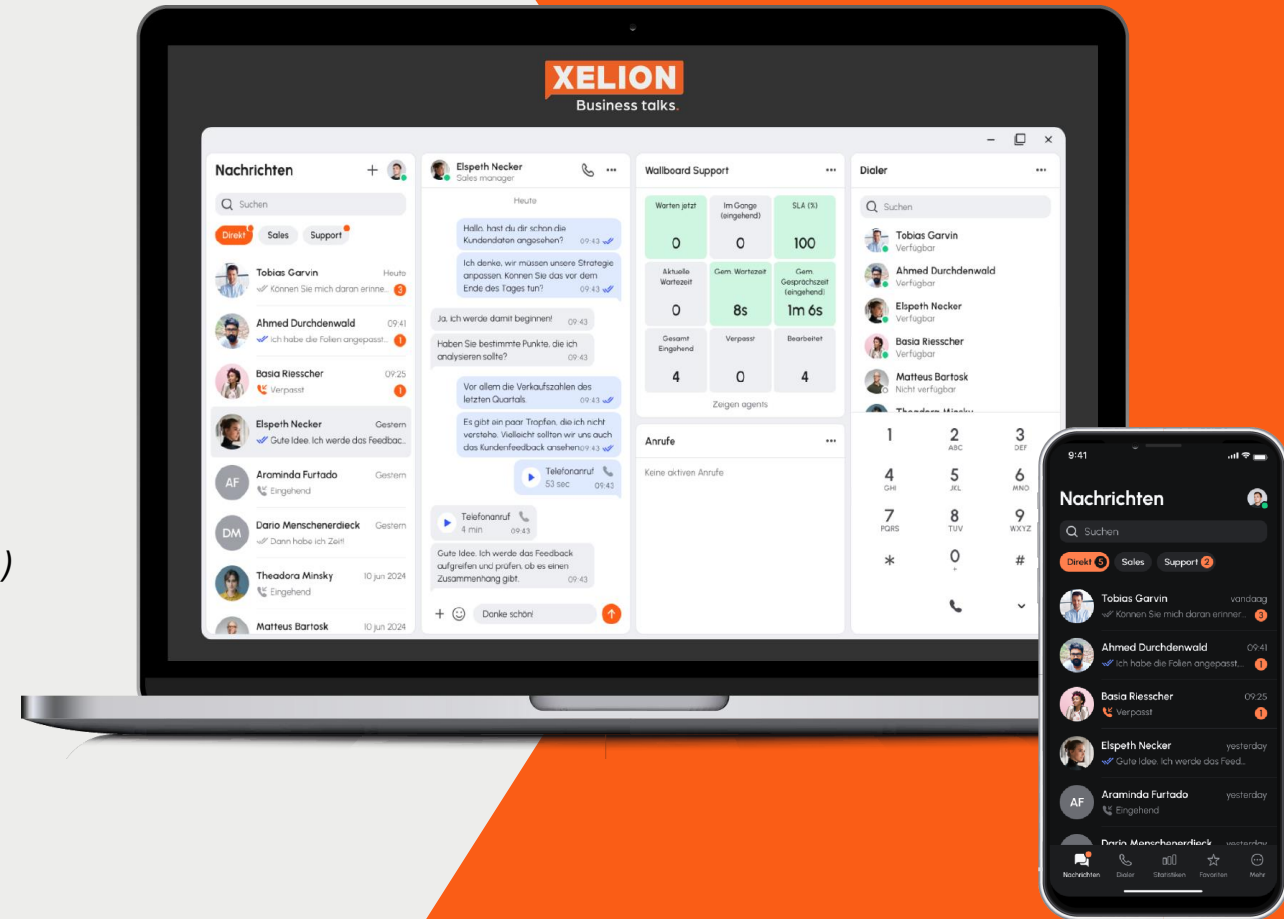 XELION
Business talks.
Nachrichten
Suchen
Direkt
Sales
Support
Tobias Garvin
Heute
Können Sie mich daran erinne...
3
Ahmed Durchdenwald
09:41
Ich habe die Folien angepasst...
1
Basia Riesscher
09:25
Verpasst
1
Elspeth Necker
Gestern
Gute Idee. Ich werde das Feedbac...
AF
Araminda Furtado
Gestern
Eingehend
DM
Dario Menschenerdieck
Gestern
Dann habe ich Zeit!
Theadora Minsky
10 jun 2024
Eingehend
Matteus Bartosk
10 jun 2024
Elspeth Necker
Sales manager
Heute
Hallo, hast du dir schon die
Kundendaten angesehen? 09:43
Ich denke, wir müssen unsere Strategie
anpassen. Können Sie das vor dem
Ende des Tages tun? 09:43
Ja, ich werde damit beginnen! 09:43
Haben Sie bestimmte Punkte, die ich
analysieren sollte? 09:43
Vor allem die Verkaufszahlen des
letzten Quartals. 09:43
Es gibt ein paar Tropfen, die ich nicht
verstehe. Vielleicht sollten wir uns auch
das Kundenfeedback ansehen 09:43
Telefonanruf
53 sec 09:43
Telefonanruf
4 min 09:43
Gute Idee. Ich werde das Feedback
aufgreifen und prüfen, ob es einen
Zusammenhang gibt. 09:43
Danke schön!
Wallboard Support
Warten jetzt
0
Im Gange
(eingehend)
0
SLA (%)
100
Aktuelle
Wartezeit
0
Gem. Wartezeit
8s
Gem.
Gesprächszeit
(eingehend)
1m 6s
Gesamt
Eingehend
4
Verpasst
0
Bearbeitet
4
Zeigen agents
Anrufe
Keine aktiven Anrufe
Dialer
Suchen
Tobias Garvin
Verfügbar
Ahmed Durchdenwald
Verfügbar
Elspeth Necker
Verfügbar
Basia Riesscher
Verfügbar
Matteus Bartosk
Nicht verfügbar
Theadora Minsky
1
2
ABC
3
DEF
4
GHI
5
JKL
6
MNO
7
PQRS
8
TUV
9
WXYZ
*
0
+
#
)
9:41
Nachrichten
Suchen
Direkt 5
Sales
Support 2
Tobias Garvin
vandaag
Können Sie mich daran erinner...
3
Ahmed Durchdenwald
09:41
Ich habe die Folien angepasst...
1
Basia Riesscher
09:25
Verpasst
1
Elspeth Necker
yesterday
Gute Idee. Ich werde das Feed...
AF
Araminda Furtado
yesterday
Eingehend
Dario Menschenerdieck
yesterday
Nachrichten
Dialer
Statistiken
Favoriten
Mehr